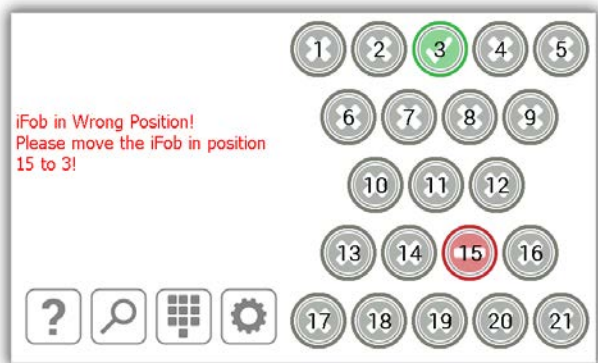 1 2 3 4 5
6 7 8 9
iFob in Wrong Position!
Please move the iFob in position
15 to 3!
10 11 12
13 14 15 16
?
17 18 19 20 21